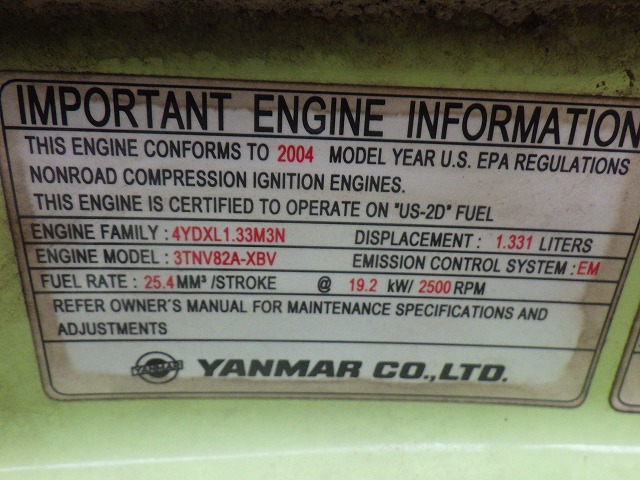 IMPORTANT ENGINE INFORMATION
THIS ENGINE CONFORMS TO 2004 MODEL YEAR U.S. EPA REGULATIONS
NONROAD COMPRESSION IGNITION ENGINES.
THIS ENGINE IS CERTIFIED TO OPERATE ON "US-2D" FUEL
ENGINE FAMILY : 4YDXL1.33M3N DISPLACEMENT : 1.331 LITERS
ENGINE MODEL : 3TNV82A-XBV EMISSION CONTROL SYSTEM : EM
FUEL RATE : 25.4 MM³ /STROKE @ 19.2 kW/ 2500 RPM
REFER OWNER'S MANUAL FOR MAINTENANCE SPECIFICATIONS AND
ADJUSTMENTS
YANMAR YANMAR CO.,LTD.